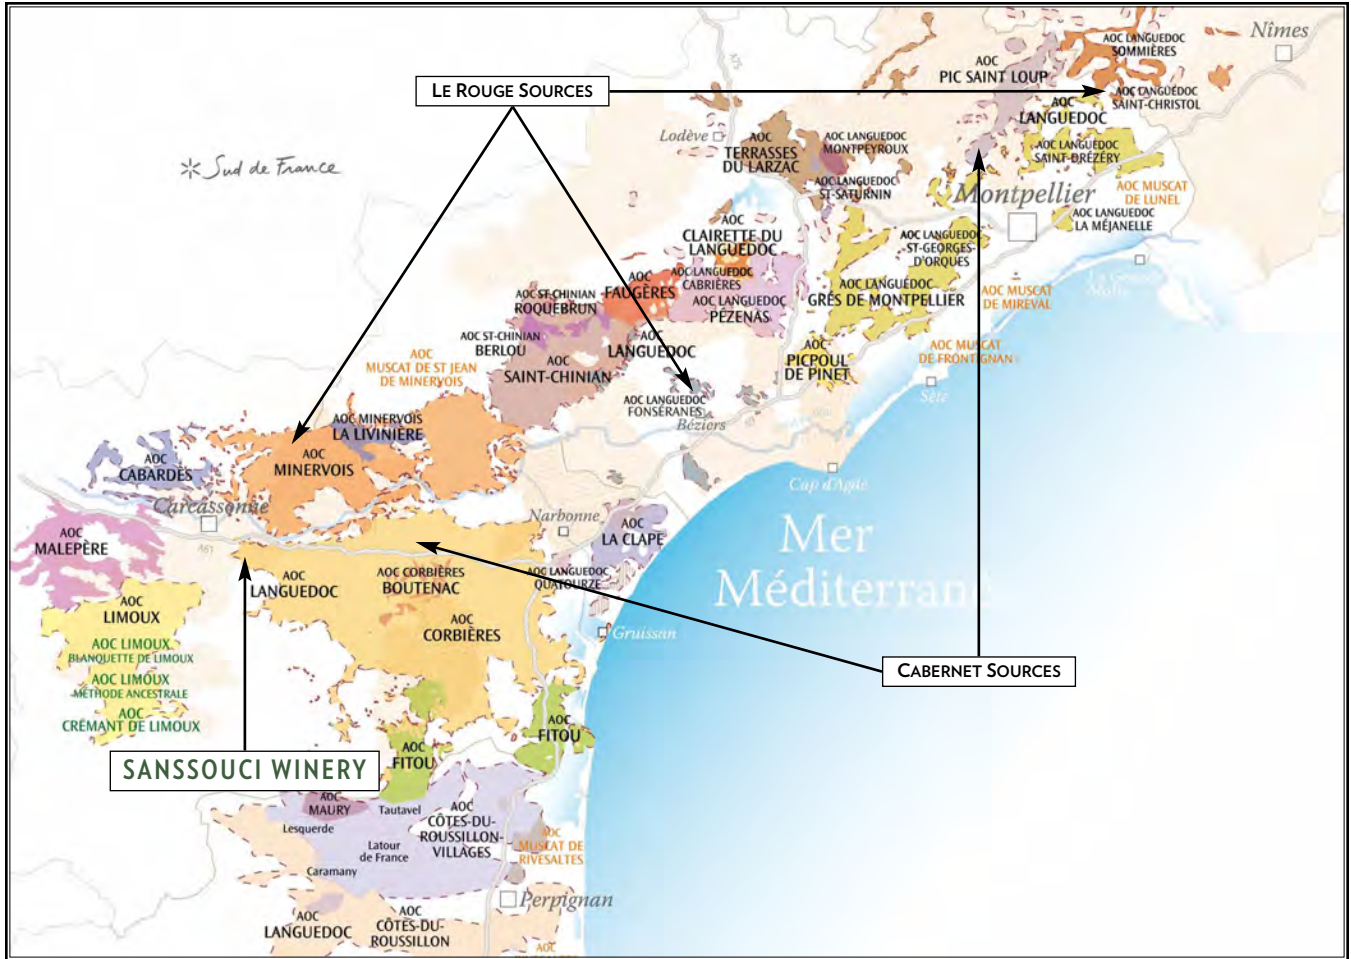 Nîmes
AOC LANGUEDOC
SOMMIÈRES
AOC
PIC SAINT LOUP
A75
LE ROUGE SOURCES
AOC LANGUEDOC
SAINT-CHRISTOL
AOC
LANGUEDOC
Lodève
AOC
TERRASSES
DU LARZAC
AOC LANGUEDOC
MONTPEYROUX
AOC LANGUEDOC
SAINT-DRÉZÉRY
Sud de France
AOC LANGUEDOC
ST-SATURNIN
Montpellier
AOC MUSCAT
DE LUNEL
AOC
CLAIRETTE DU
LANGUEDOC
AOC LANGUEDOC
LA MÉJANELLE
AOC LANGUEDOC
ST-GEORGES-
D'ORQUES
AOC
FAUGÈRES
AOC LANGUEDOC
CABRIÈRES
AOC LANGUEDOC
GRÉS DE MONTPELLIER
AOC MUSCAT
DE MIREVAL
AOC ST-CHINIAN
ROQUEBRUN
AOC LANGUEDOC
PÉZENAS
AOC ST-CHINIAN
BERLOU
AOC
LANGUEDOC
AOC
PICPOUL
DE PINET
AOC MUSCAT
DE FRONTIGNAN
AOC
MUSCAT DE ST JEAN
DE MINERVOIS
AOC
SAINT-CHINIAN
Sète
AOC LANGUEDOC
FONSÉRANES
Béziers
AOC MINERVOIS
LA LIVINIÈRE
AOC
MINERVOIS
AOC
CABARDÈS
Cap d'Agde
Carcassonne
Narbonne
AOC
LA CLAPE
Mer
Méditerrané
AOC
MALEPÈRE
A61
AOC
LANGUEDOC
AOC CORBIÈRES
BOUTENAC
AOC LANGUEDOC
QUATOURZE
AOC
LIMOUX
AOC
CORBIÈRES
Gruissan
AOC LIMOUX
BLANQUETTE DE LIMOUX
AOC LIMOUX
MÉTHODE ANCESTRALE
AOC
CRÉMANT DE LIMOUX
CABERNET SOURCES
AOC
FITOU
AOC
FITOU
SANSSOUCI WINERY
AOC
MAURY
Tautavel
Lesquerde
AOC
CÔTES-DU-
ROUSSILLON-
VILLAGES
Latour
de France
Caramany
AOC
MUSCAT DE
RIVESALTES
Perpignan
AOC
LANGUEDOC
AOC
CÔTES-DU-
ROUSSILLON
AOC